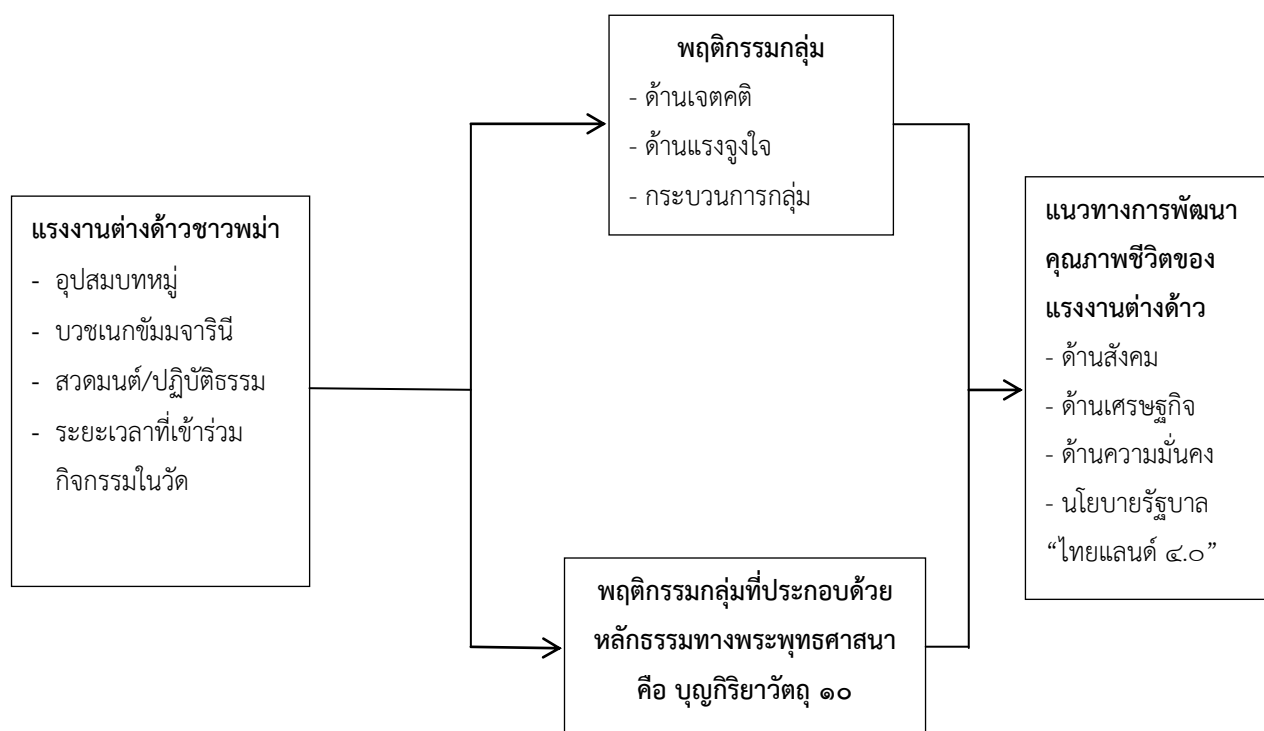 แรงงานต่างด้าวชาวพม่า
- อุปสมบทหมู่
- บวชเนกขัมมจารินี
- สวดมนต์/ปฏิบัติธรรม
- ระยะเวลาที่เข้าร่วม
กิจกรรมในวัด
พฤติกรรมกลุ่ม
- ด้านเจตคติ
- ด้านแรงจูงใจ
- กระบวนการกลุ่ม
พฤติกรรมกลุ่มที่ประกอบด้วย
หลักธรรมทางพระพุทธศาสนา
คือ บุญกิริยาวัตถุ ๑๐
แนวทางการพัฒนา
คุณภาพชีวิตของ
แรงงานต่างด้าว
- ด้านสังคม
- ด้านเศรษฐกิจ
- ด้านความมั่นคง
- นโยบายรัฐบาล
“ไทยแลนด์ ๔.๐”